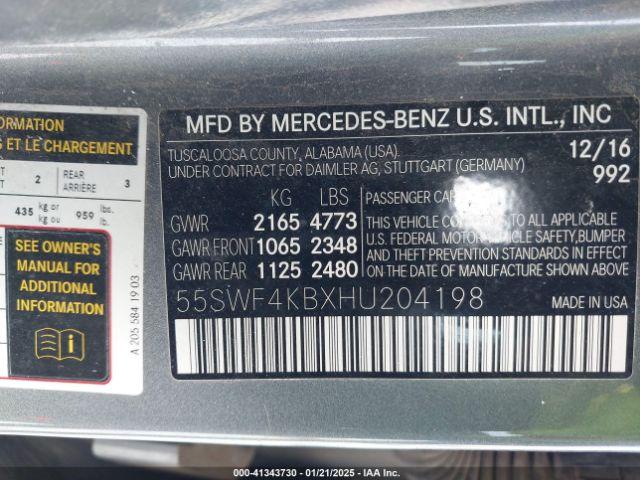 ORMATION
S ET LE CHARGEMENT
2 REAR ARRIÈRE 3
435 kg or kg ou 959 lbs. lb.
SEE OWNER'S
MANUAL FOR
ADDITIONAL
INFORMATION
A 205 584 19 03
MFD BY MERCEDES-BENZ U.S. INTL., INC
TUSCALOOSA COUNTY, ALABAMA (USA) 12/16
UNDER CONTRACT FOR DAIMLER AG, STUTTGART (GERMANY) 992
KG LBS PASSENGER CAR
GVWR 2165 4773 THIS VEHICLE COMPLIES TO ALL APPLICABLE
GAWR FRONT 1065 2348 U.S. FEDERAL MOTOR VEHICLE SAFETY, BUMPER
AND THEFT PREVENTION STANDARDS IN EFFECT
GAWR REAR 1125 2480 ON THE DATE OF MANUFACTURE SHOWN ABOVE
55SWF4KBXHU204198 MADE IN USA
000-41343730 - 01/21/2025 - IAA Inc.